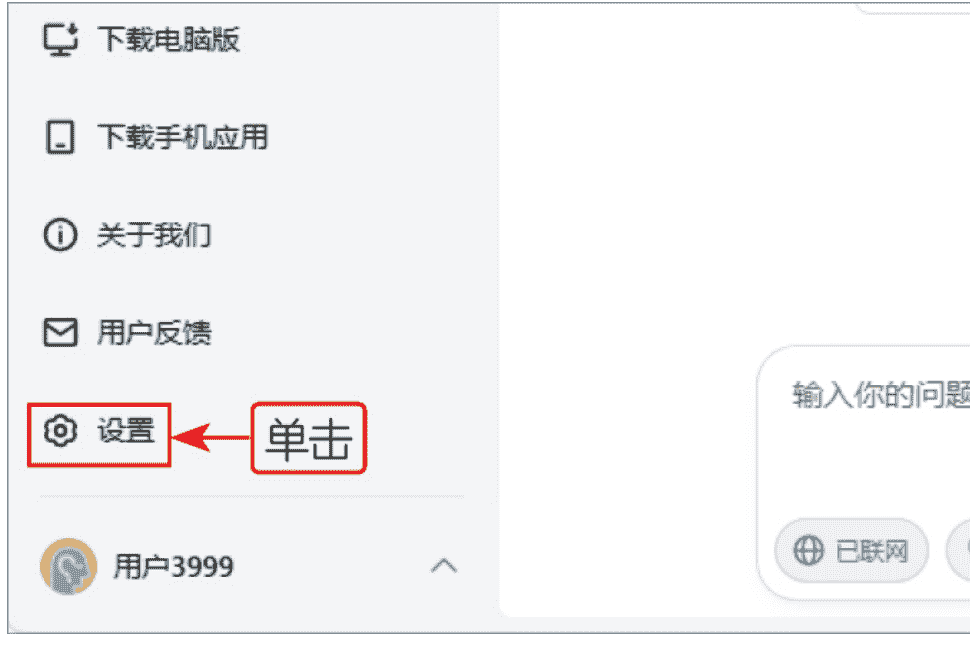 下载电脑版
下载手机应用
关于我们
用户反馈
设置
单击
用户3999
输入你的问题
已联网